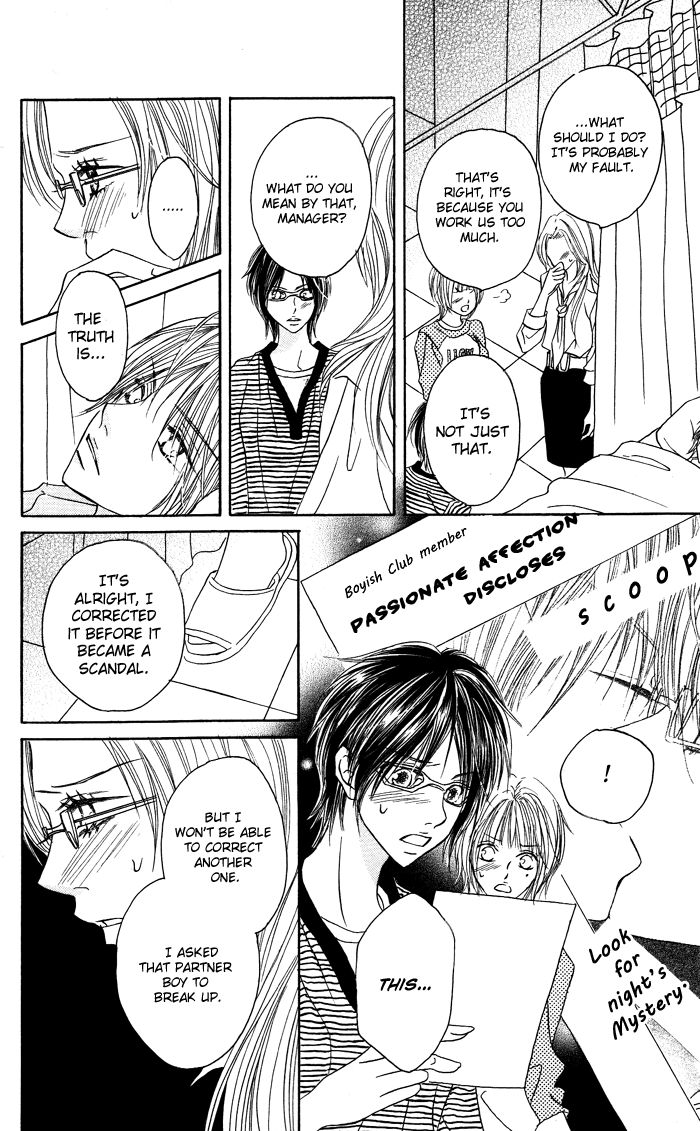 ...WHAT
SHOULD I DO?
IT'S PROBABLY
MY FAULT.
THAT'S
RIGHT, IT'S
BECAUSE YOU
WORK US TOO
MUCH.
IT'S
NOT JUST
THAT.
...
WHAT DO YOU
MEAN BY THAT,
MANAGER?
.....
THE
TRUTH
IS...
Boyish Club member
PASSIONATE AFFECTION
DISCLOSES
SCOOP
!
THIS...
Look
for
night's
Mystery.
IT'S
ALRIGHT, I
CORRECTED
IT BEFORE IT
BECAME A
SCANDAL.
BUT I
WON'T BE ABLE
TO CORRECT
ANOTHER
ONE.
I ASKED
THAT PARTNER
BOY TO
BREAK UP.